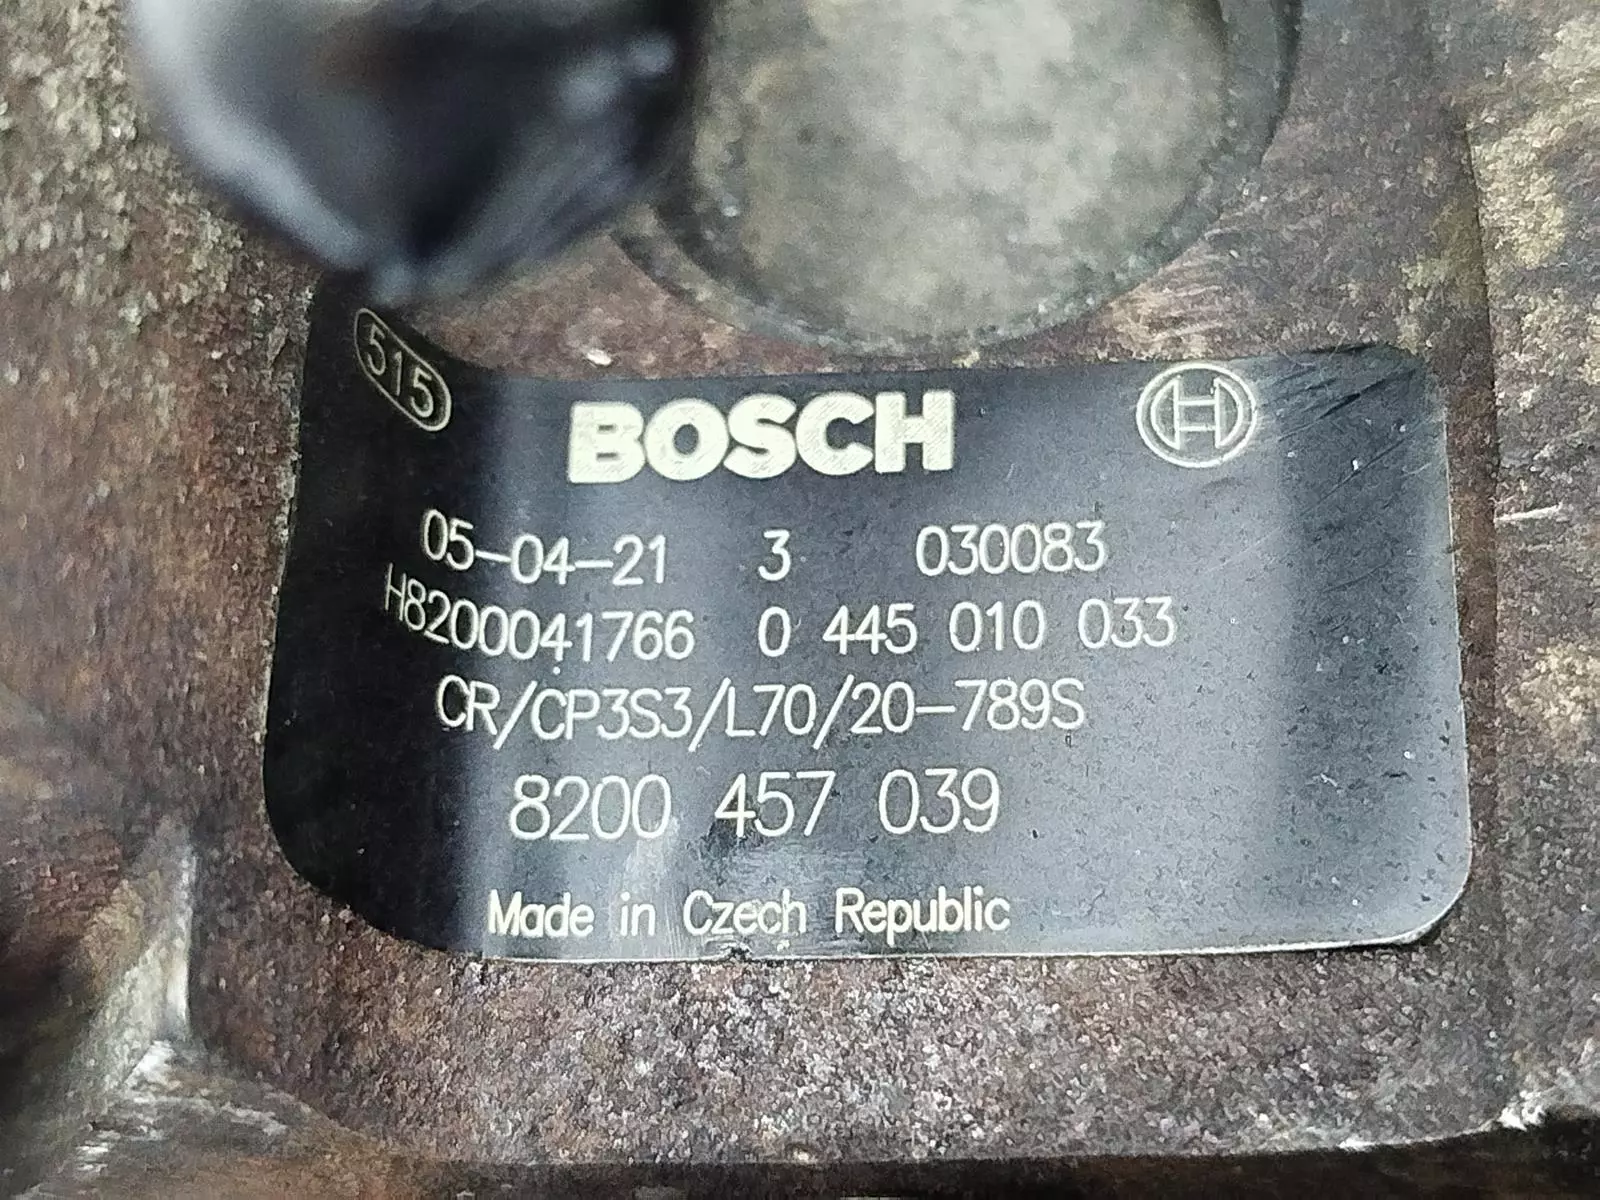 515
BOSCH
05-04-21 3 030083
H8200041766 0 445 010 033
CR/CP3S3/L70/20-789S
8200 457 039
Made in Czech Republic